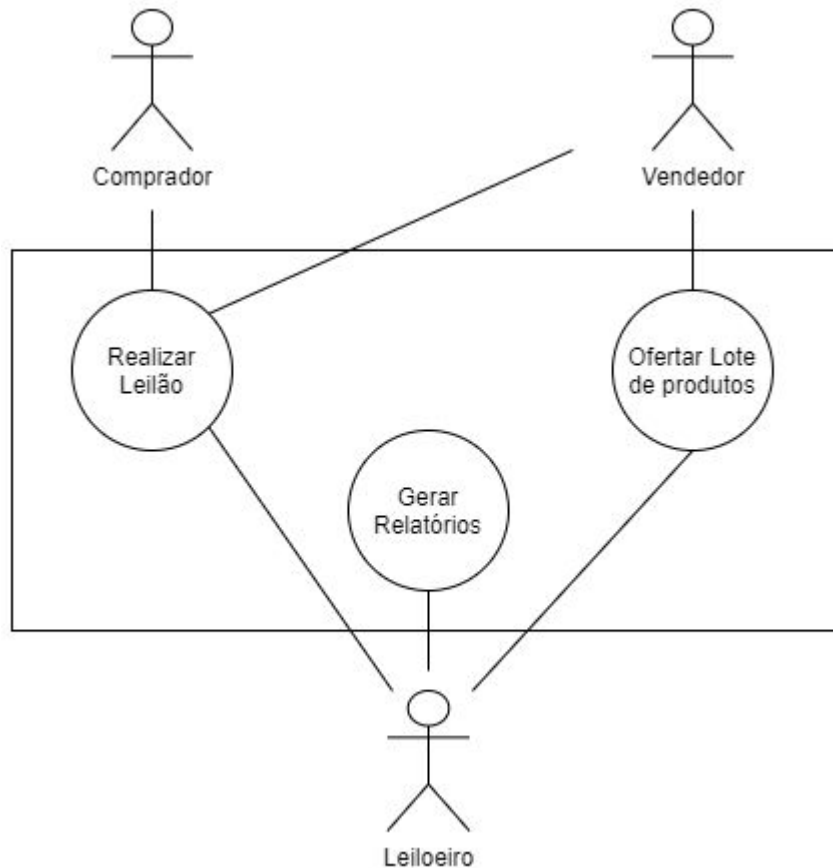 Comprador
Vendedor
Realizar
Leilão
Ofertar Lote
de produtos
Gerar
Relatórios
Leiloeiro